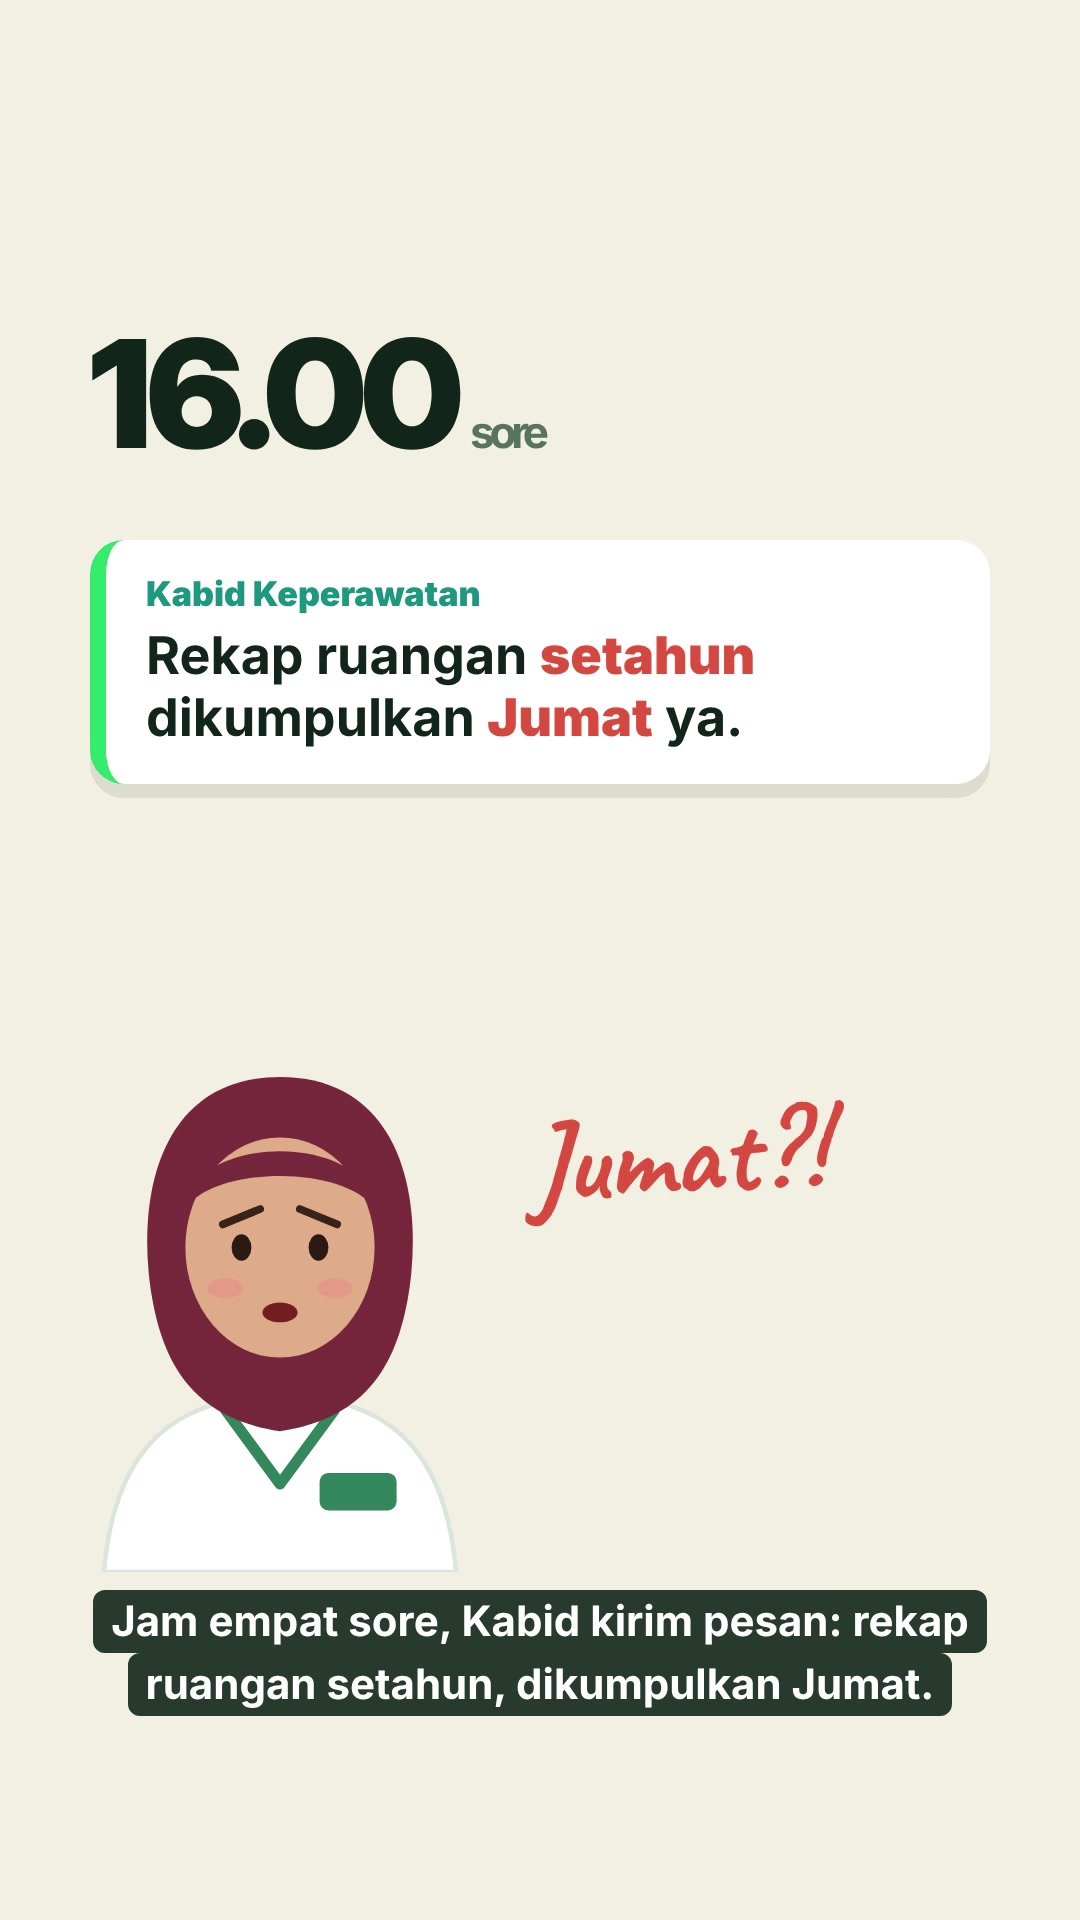 16.00 sore
Kabid Keperawatan
Rekap ruangan setahun
dikumpulkan Jumat ya.
Jumat?!
Jam empat sore, Kabid kirim pesan: rekap
ruangan setahun, dikumpulkan Jumat.